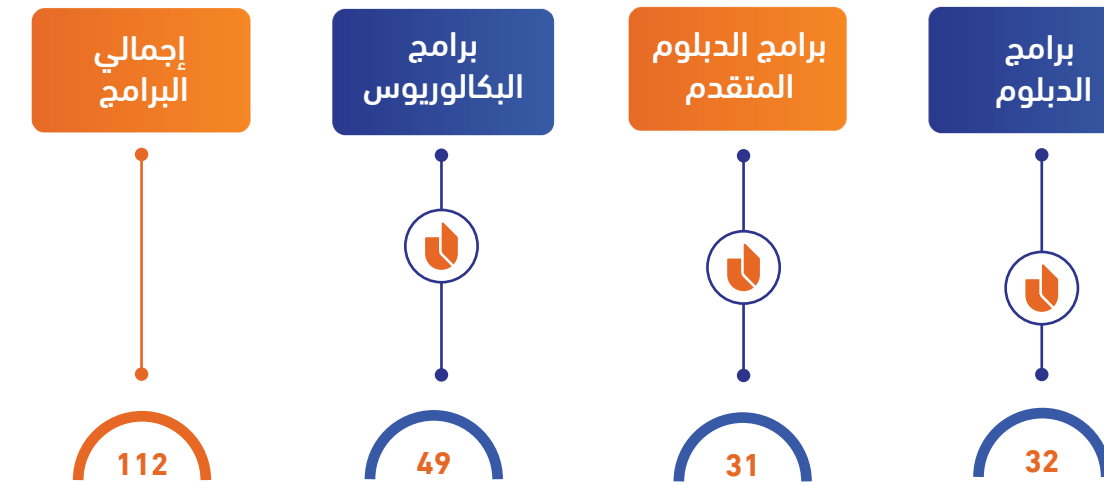 برامج
الدبلوم
برامج الدبلوم
المتقدم
برامج
البكالوريوس
إجمالي
البرامج
32
31
49
112